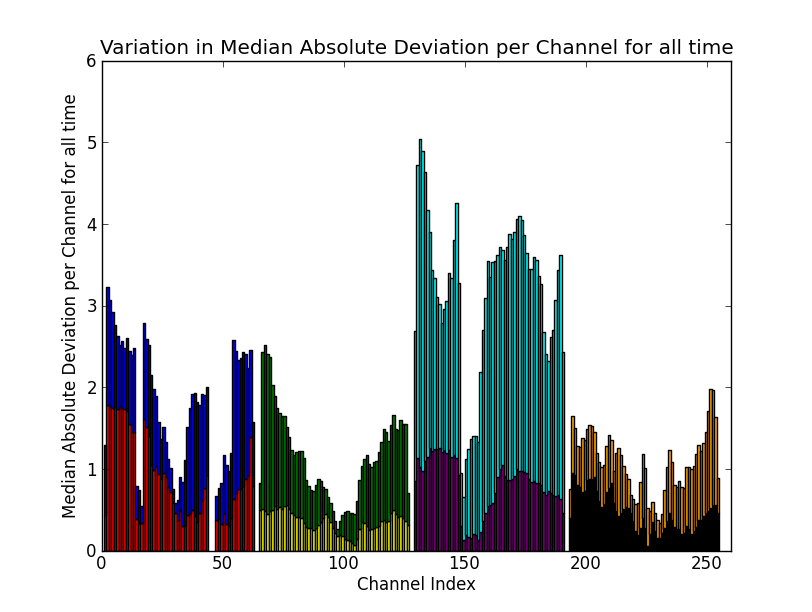 Variation in Median Absolute Deviation per Channel for all time
Median Absolute Deviation per Channel for all time
6
5
4
3
2
1
0
0 50 100 150 200 250
Channel Index